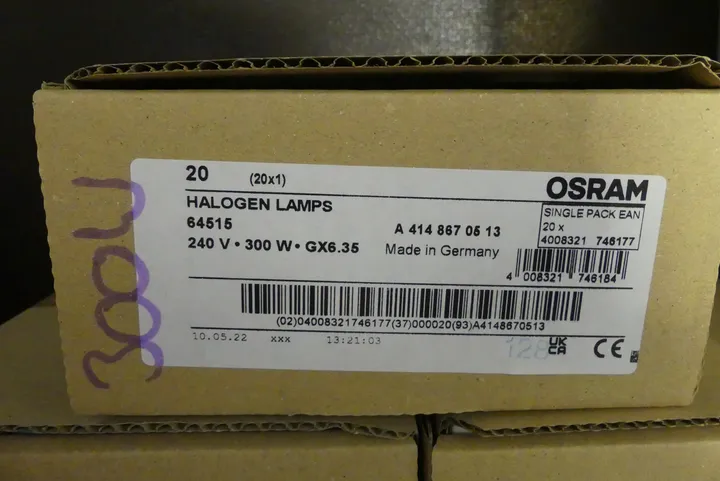 300W
20 (20x1)
OSRAM
HALOGEN LAMPS
64515
240 V • 300 W • GX6.35
A 414 867 05 13
Made in Germany
SINGLE PACK EAN
20 x
4008321 746177
4 008321 746184
(02)04008321746177(37)000020(93)A4148670513
10.05.22 xxx 13:21:03
128
UK
CA
CE